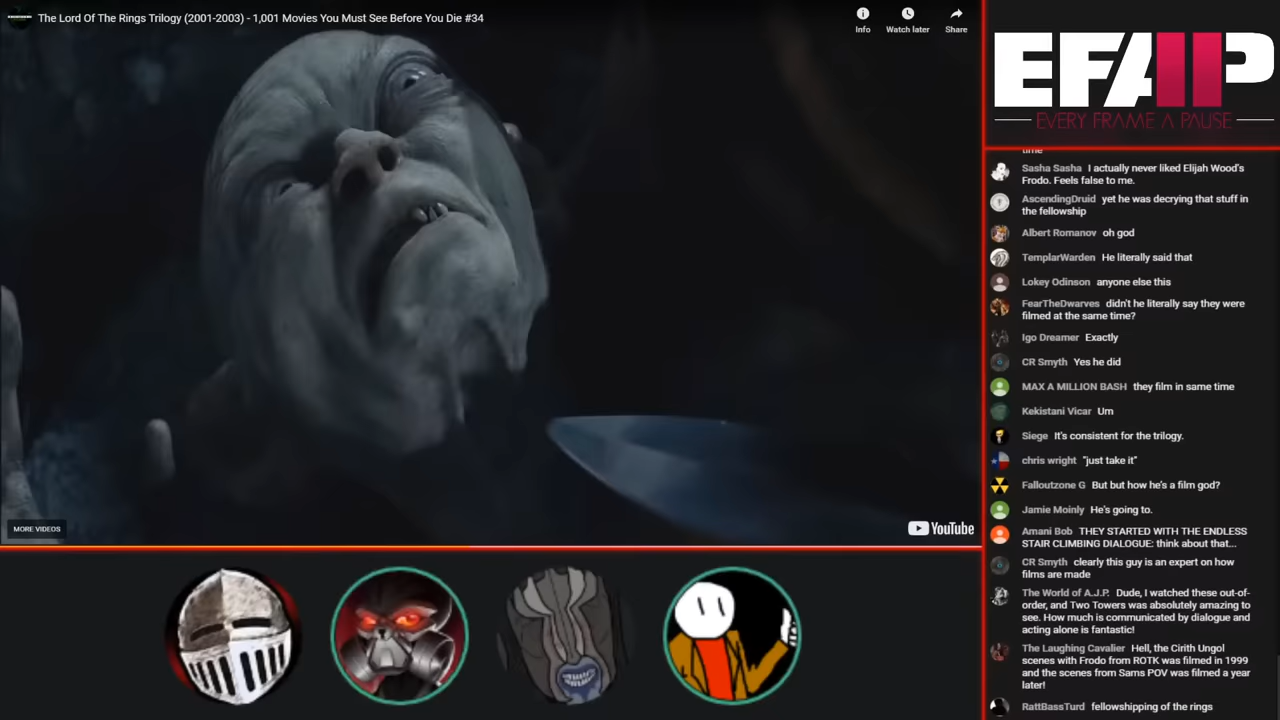 The Lord Of The Rings Trilogy (2001-2003) - 1,001 Movies You Must See Before You Die #34
Info
Watch later
Share
MORE VIDEOS
YouTube
EFAP
EVERY FRAME A PAUSE
time
Sasha Sasha I actually never liked Elijah Wood's
Frodo. Feels false to me.
AscendingDruid yet he was decrying that stuff in
the fellowship
Albert Romanov oh god
TemplarWarden He literally said that
Lokey Odinson anyone else this
FearTheDwarves didn't he literally say they were
filmed at the same time?
Igo Dreamer Exactly
CR Smyth Yes he did
MAX A MILLION BASH they film in same time
Kekistani Vicar Um
Siege It's consistent for the trilogy.
chris wright "just take it"
Falloutzone G But but how he's a film god?
Jamie Moinly He's going to.
Amani Bob THEY STARTED WITH THE ENDLESS
STAIR CLIMBING DIALOGUE: think about that...
CR Smyth clearly this guy is an expert on how
films are made
The World of A.J.P. Dude, I watched these out-of-
order, and Two Towers was absolutely amazing to
see. How much is communicated by dialogue and
acting alone is fantastic!
The Laughing Cavalier Hell, the Cirith Ungol
scenes with Frodo from ROTK was filmed in 1999
and the scenes from Sams POV was filmed a year
later!
RattBassTurd fellowshipping of the rings